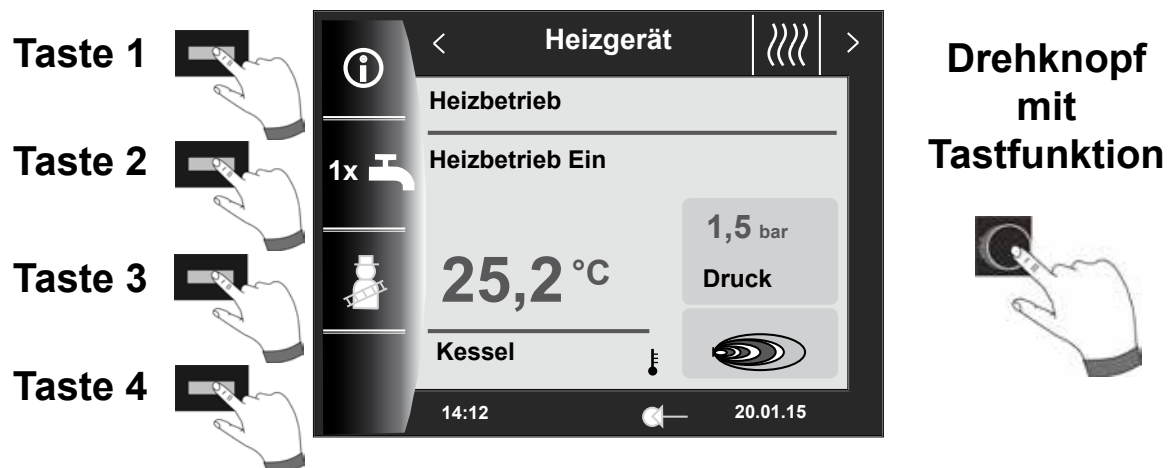 Taste 1
Taste 2
Taste 3
Taste 4
< Heizgerät >
1x
Heizbetrieb
Heizbetrieb Ein
1,5 bar
Druck
25,2 °C
Kessel
14:12
20.01.15
Drehknopf
mit
Tastfunktion